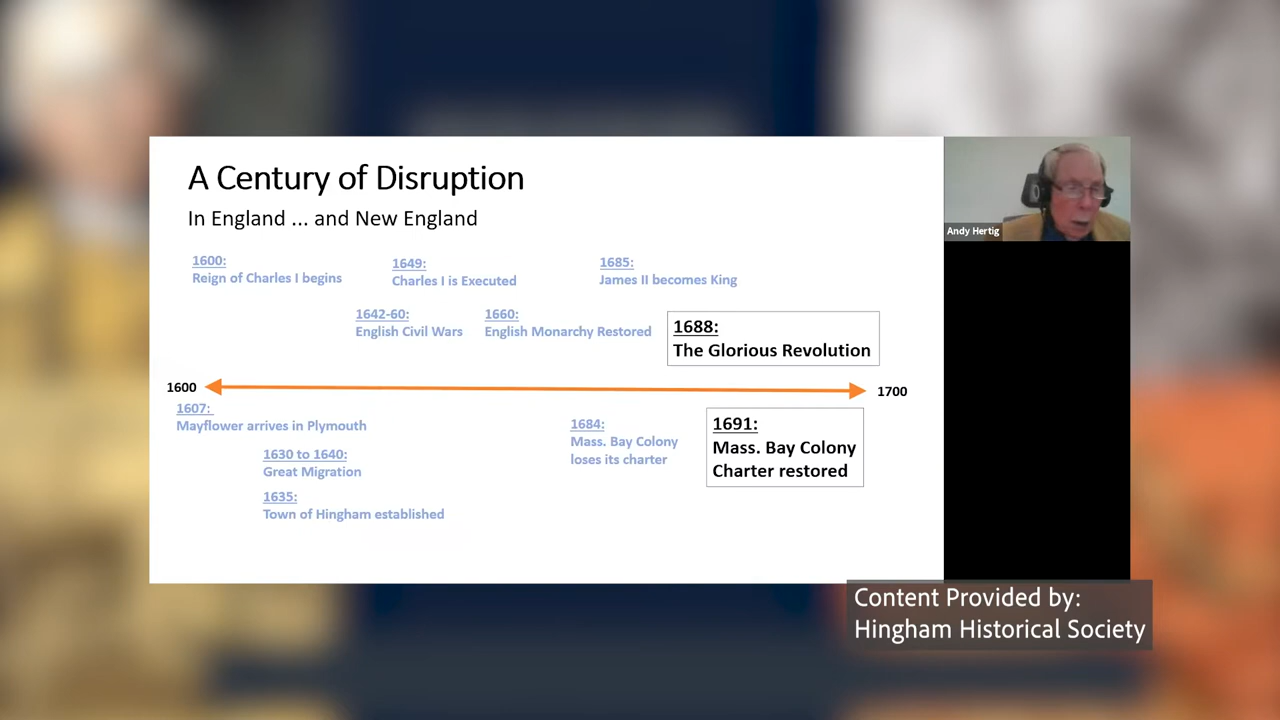 A Century of Disruption
In England ... and New England
1600:
Reign of Charles I begins
1649:
Charles I is Executed
1685:
James II becomes King
1642-60:
English Civil Wars
1660:
English Monarchy Restored
1688:
The Glorious Revolution
1600
1700
1607:
Mayflower arrives in Plymouth
1630 to 1640:
Great Migration
1635:
Town of Hingham established
1684:
Mass. Bay Colony
loses its charter
1691:
Mass. Bay Colony
Charter restored
Andy Hertig
Content Provided by:
Hingham Historical Society